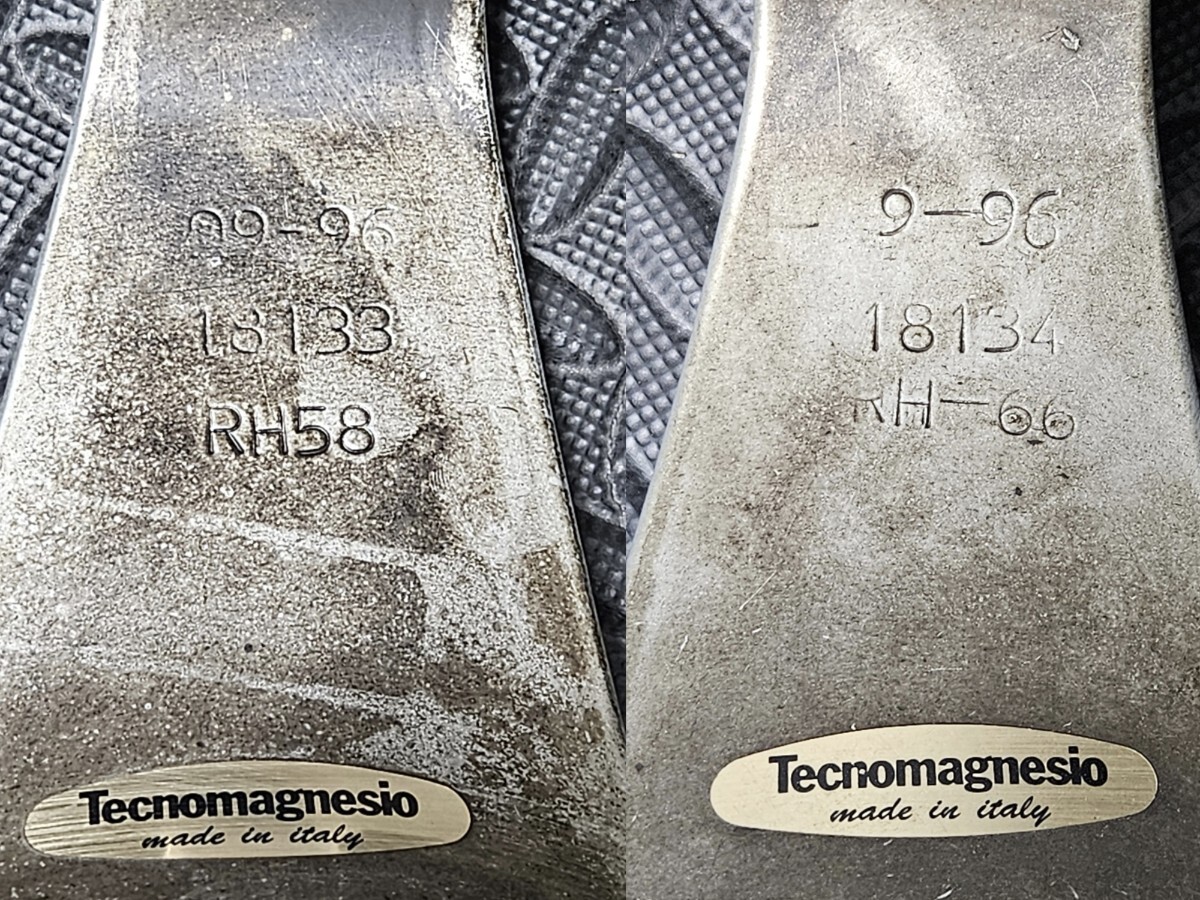 09-96
18133
RH58
Tecnomagnesio
made in italy
9-96
18134
RH-66
Tecnomagnesio
made in italy